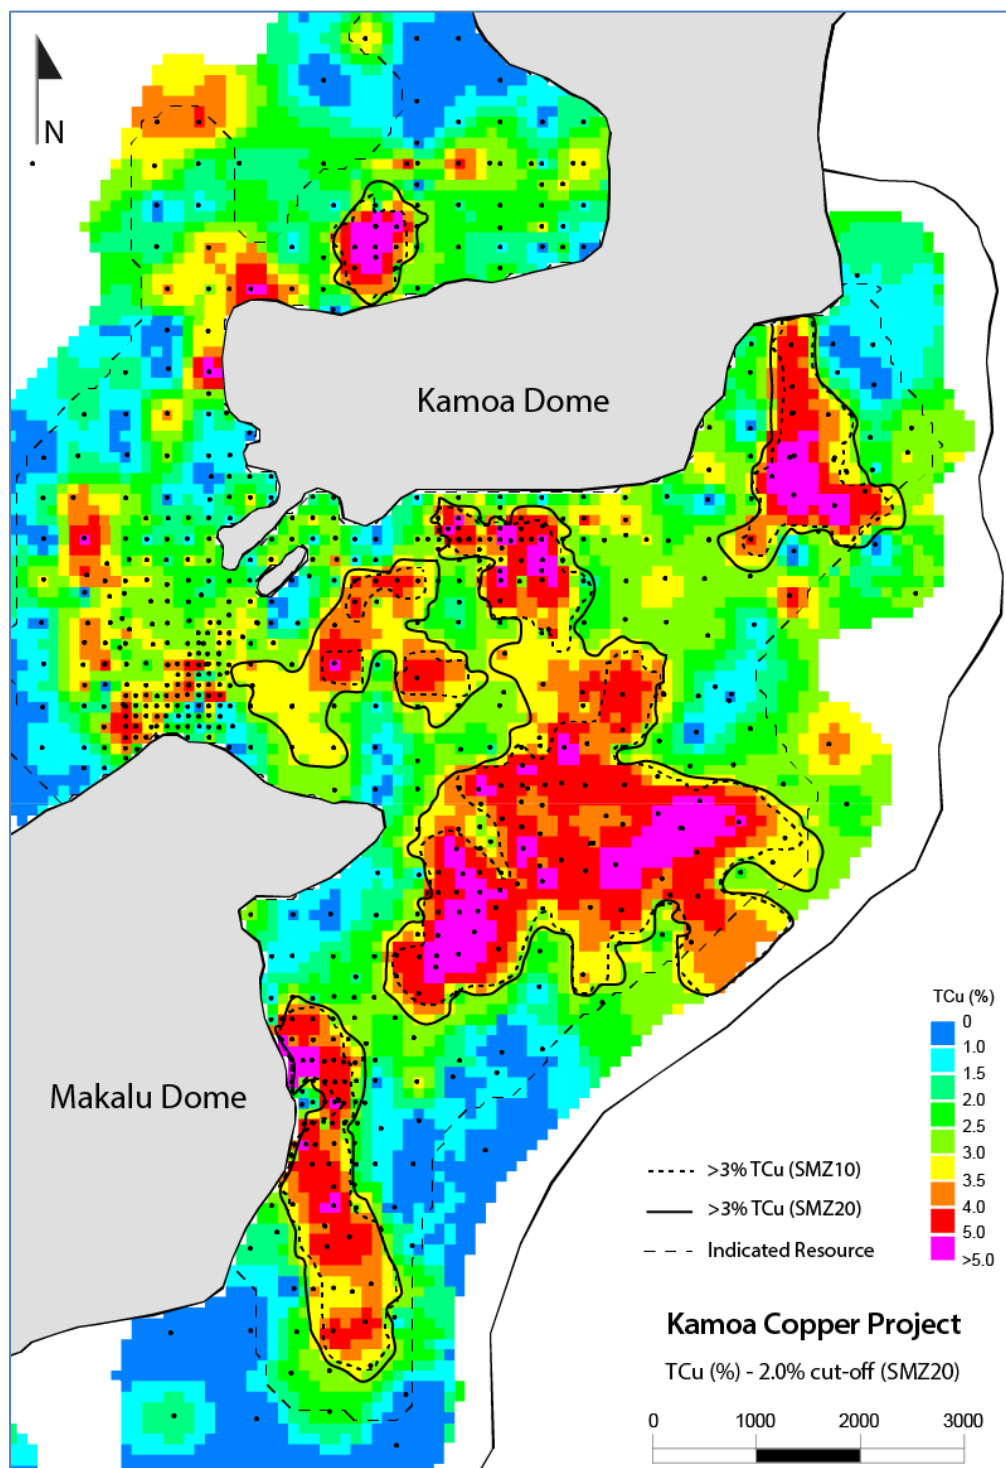 N
Kamoa Dome
Makalu Dome
TCu (%)
0
1.0
1.5
2.0
2.5
3.0
3.5
4.0
5.0
>5.0
>3% TCu (SMZ10)
>3% TCu (SMZ20)
Indicated Resource
Kamoa Copper Project
TCu (%) - 2.0% cut-off (SMZ20)
0 1000 2000 3000